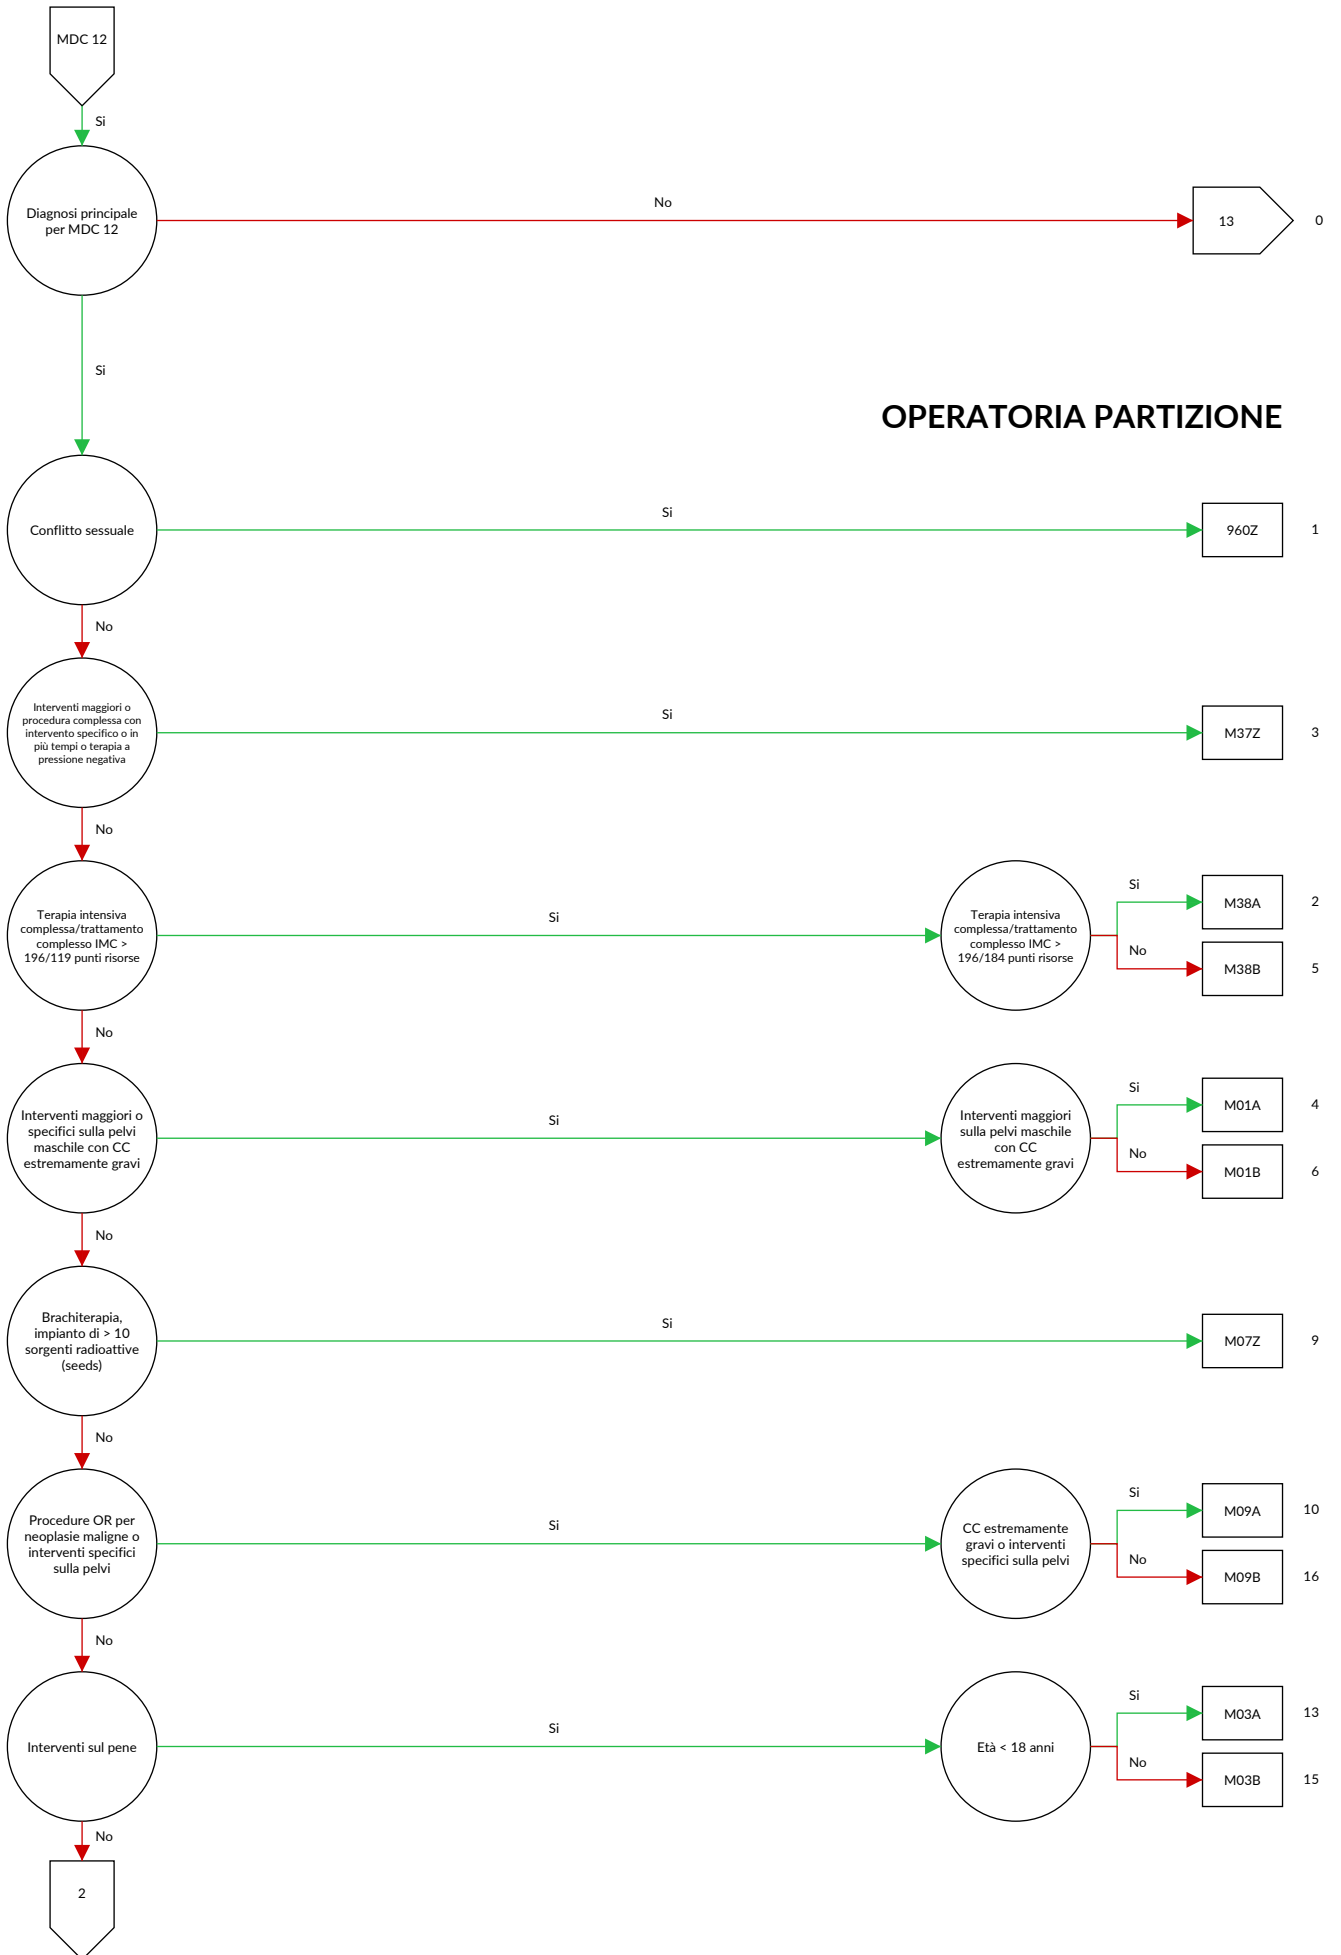 MDC 12
Si
Diagnosi principale
per MDC 12
No
13
0
Si
OPERATORIA PARTIZIONE
Conflitto sessuale
Si
960Z
1
No
Interventi maggiori o
procedura complessa con
intervento specifico o in
più tempi o terapia a
pressione negativa
Si
M37Z
3
No
Terapia intensiva
complessa/trattamento
complesso IMC >
196/119 punti risorse
Si
Terapia intensiva
complessa/trattamento
complesso IMC >
196/184 punti risorse
Si
M38A
2
No
M38B
5
No
Interventi maggiori o
specifici sulla pelvi
maschile con CC
estremamente gravi
Si
Interventi maggiori
sulla pelvi maschile
con CC
estremamente gravi
Si
M01A
4
No
M01B
6
No
Brachiterapia,
impianto di > 10
sorgenti radioattive
(seeds)
Si
M07Z
9
No
Procedure OR per
neoplasie maligne o
interventi specifici
sulla pelvi
Si
CC estremamente
gravi o interventi
specifici sulla pelvi
Si
M09A
10
No
M09B
16
No
Interventi sul pene
Si
Età < 18 anni
Si
M03A
13
No
M03B
15
No
2